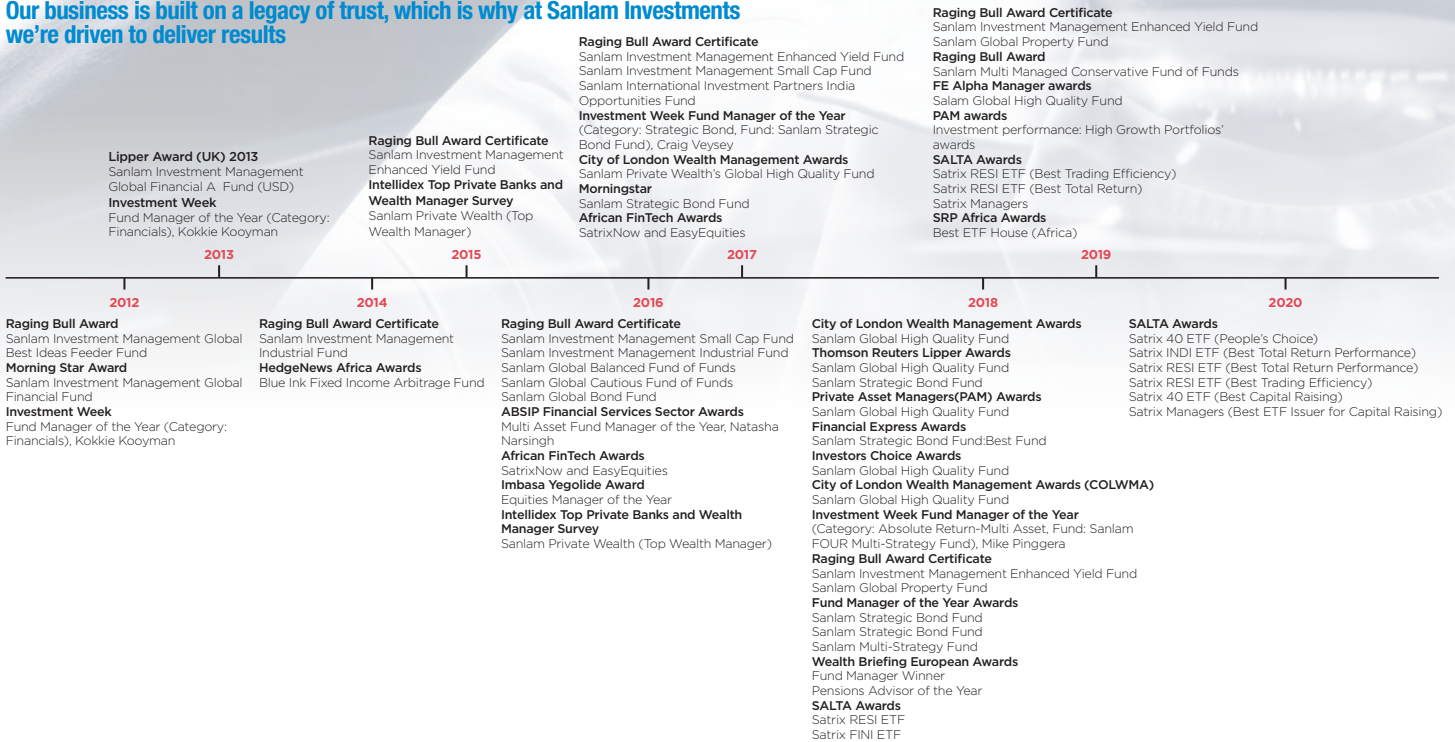 Our business is built on a legacy of trust, which is why at Sanlam Investments
we're driven to deliver results
Lipper Award (UK) 2013
Sanlam Investment Management
Global Financial A Fund (USD)
Investment Week
Fund Manager of the Year (Category:
Financials), Kokkie Kooyman
2013
Raging Bull Award Certificate
Sanlam Investment Management
Enhanced Yield Fund
Intellidex Top Private Banks and
Wealth Manager Survey
Sanlam Private Wealth (Top
Wealth Manager)
2015
Raging Bull Award Certificate
Sanlam Investment Management Enhanced Yield Fund
Sanlam Investment Management Small Cap Fund
Sanlam International Investment Partners India
Opportunities Fund
Investment Week Fund Manager of the Year
(Category: Strategic Bond, Fund: Sanlam Strategic
Bond Fund), Craig Veysey
City of London Wealth Management Awards
Sanlam Private Wealth's Global High Quality Fund
Morningstar
Sanlam Strategic Bond Fund
African FinTech Awards
SatrixNow and EasyEquities
2017
Raging Bull Award Certificate
Sanlam Investment Management Enhanced Yield Fund
Sanlam Global Property Fund
Raging Bull Award
Sanlam Multi Managed Conservative Fund of Funds
FE Alpha Manager awards
Salam Global High Quality Fund
PAM awards
Investment performance: High Growth Portfolios'
awards
SALTA Awards
Satrix RESI ETF (Best Trading Efficiency)
Satrix RESI ETF (Best Total Return)
Satrix Managers
SRP Africa Awards
Best ETF House (Africa)
2019
2012
Raging Bull Award
Sanlam Investment Management Global
Best Ideas Feeder Fund
Morning Star Award
Sanlam Investment Management Global
Financial Fund
Investment Week
Fund Manager of the Year (Category:
Financials), Kokkie Kooyman
2014
Raging Bull Award Certificate
Sanlam Investment Management
Industrial Fund
HedgeNews Africa Awards
Blue Ink Fixed Income Arbitrage Fund
2016
Raging Bull Award Certificate
Sanlam Investment Management Small Cap Fund
Sanlam Investment Management Industrial Fund
Sanlam Global Balanced Fund of Funds
Sanlam Global Cautious Fund of Funds
Sanlam Global Bond Fund
ABSIP Financial Services Sector Awards
Multi Asset Fund Manager of the Year, Natasha
Narsingh
African FinTech Awards
SatrixNow and EasyEquities
Imbasa Yegolide Award
Equities Manager of the Year
Intellidex Top Private Banks and Wealth
Manager Survey
Sanlam Private Wealth (Top Wealth Manager)
2018
City of London Wealth Management Awards
Sanlam Global High Quality Fund
Thomson Reuters Lipper Awards
Sanlam Global High Quality Fund
Sanlam Strategic Bond Fund
Private Asset Managers(PAM) Awards
Sanlam Global High Quality Fund
Financial Express Awards
Sanlam Strategic Bond Fund:Best Fund
Investors Choice Awards
Sanlam Global High Quality Fund
City of London Wealth Management Awards (COLWMA)
Sanlam Global High Quality Fund
Investment Week Fund Manager of the Year
(Category: Absolute Return-Multi Asset, Fund: Sanlam
FOUR Multi-Strategy Fund), Mike Pinggera
Raging Bull Award Certificate
Sanlam Investment Management Enhanced Yield Fund
Sanlam Global Property Fund
Fund Manager of the Year Awards
Sanlam Strategic Bond Fund
Sanlam Strategic Bond Fund
Sanlam Multi-Strategy Fund
Wealth Briefing European Awards
Fund Manager Winner
Pensions Advisor of the Year
SALTA Awards
Satrix RESI ETF
Satrix FINI ETF
2020
SALTA Awards
Satrix 40 ETF (People's Choice)
Satrix INDI ETF (Best Total Return Performance)
Satrix RESI ETF (Best Total Return Performance)
Satrix RESI ETF (Best Trading Efficiency)
Satrix 40 ETF (Best Capital Raising)
Satrix Managers (Best ETF Issuer for Capital Raising)